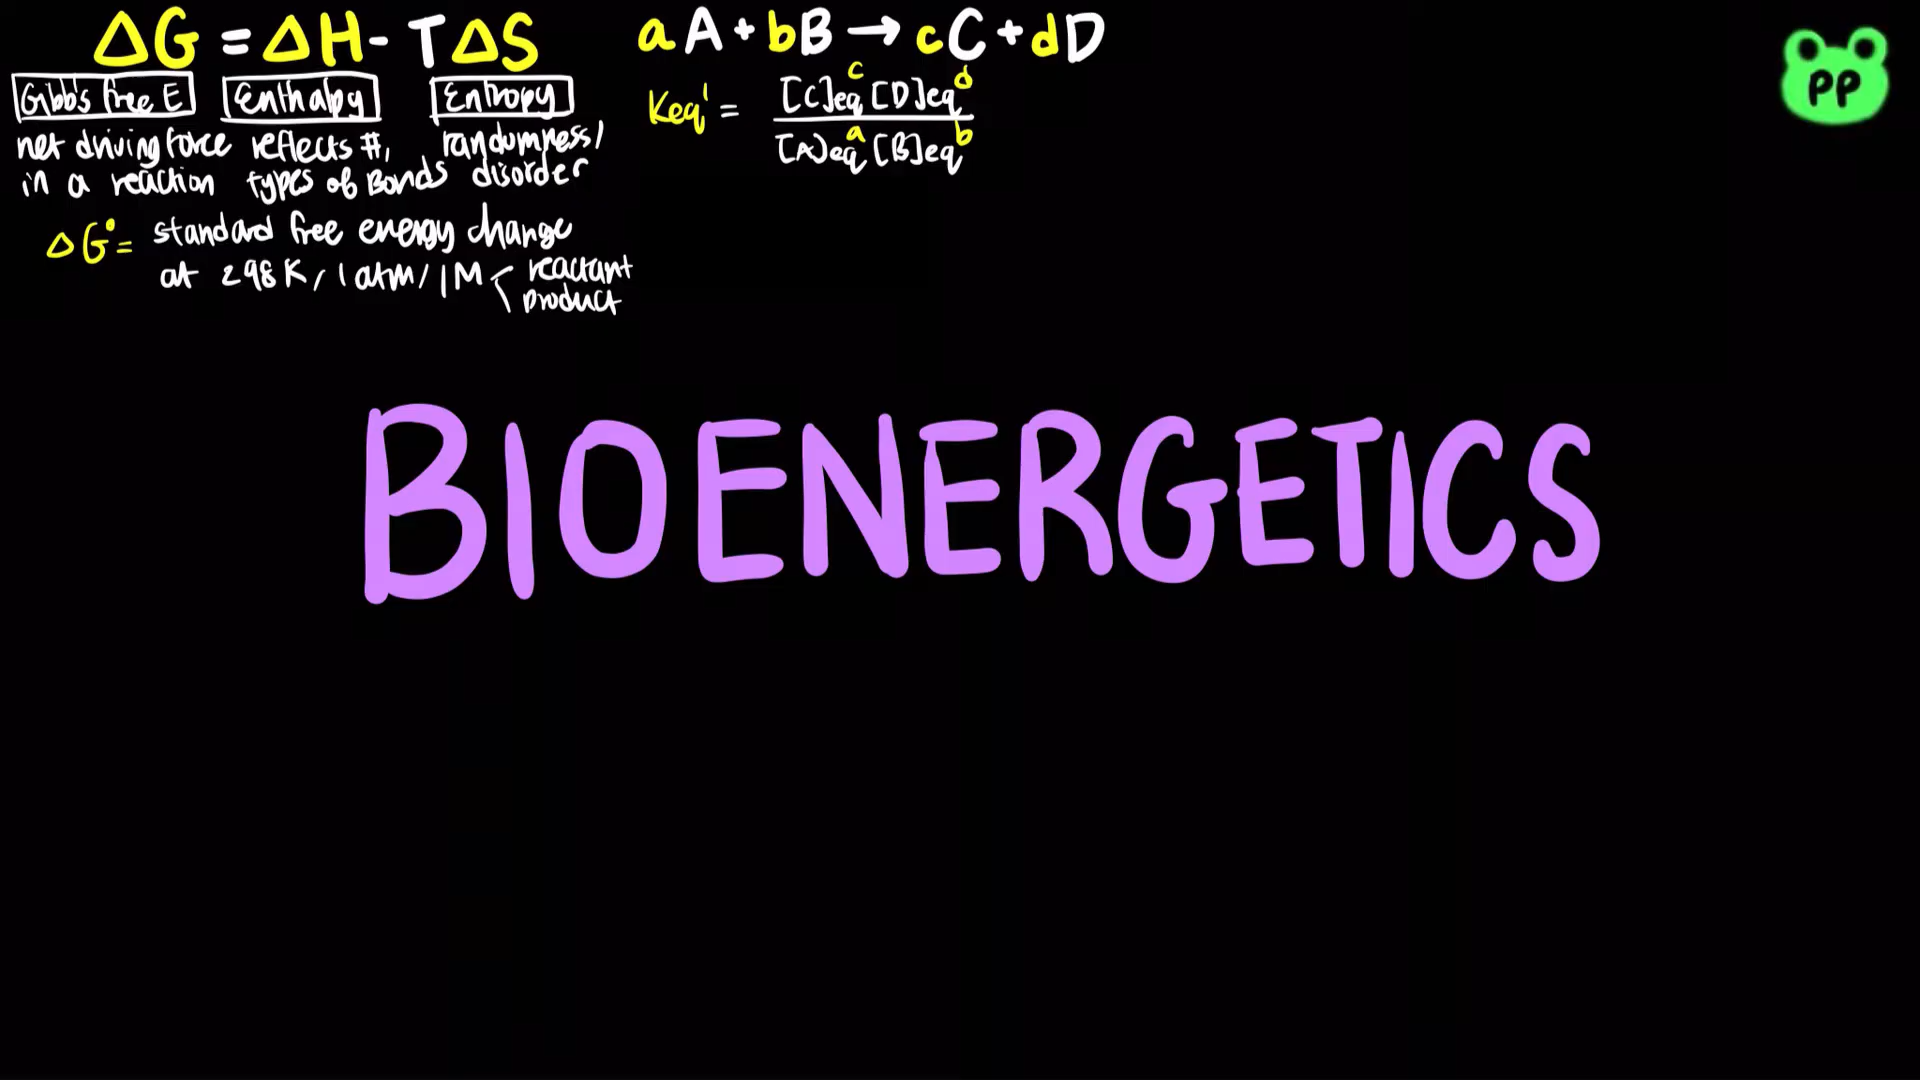 ΔG = ΔH - TΔS
Gibb's free E Enthalpy Entropy
net driving force reflects #, randomness/
in a reaction types of Bonds disorder
ΔG° = standard free energy change
at 298K, 1 atm, 1M reactant
product
aA + bB → cC + dD
Keq' = [C]eq^c [D]eq^d
[A]eq^a [B]eq^b
PP
BIOENERGETICS